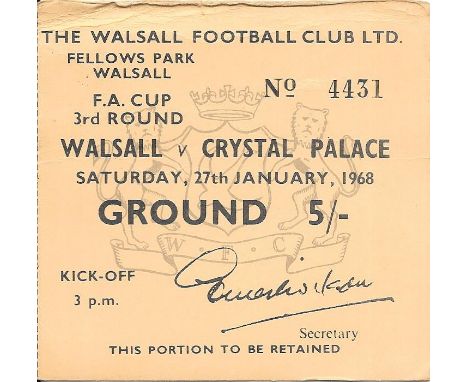 THE WALSALL FOOTBALL CLUB LTD.
FELLOWS PARK
WALSALL
Nº 4431
F.A. CUP
3RD ROUND
WALSALL v CRYSTAL PALACE
SATURDAY, 27TH JANUARY, 1968
GROUND 5/-
W F C
KICK-OFF
3 p.m.
Secretary
THIS PORTION TO BE RETAINED